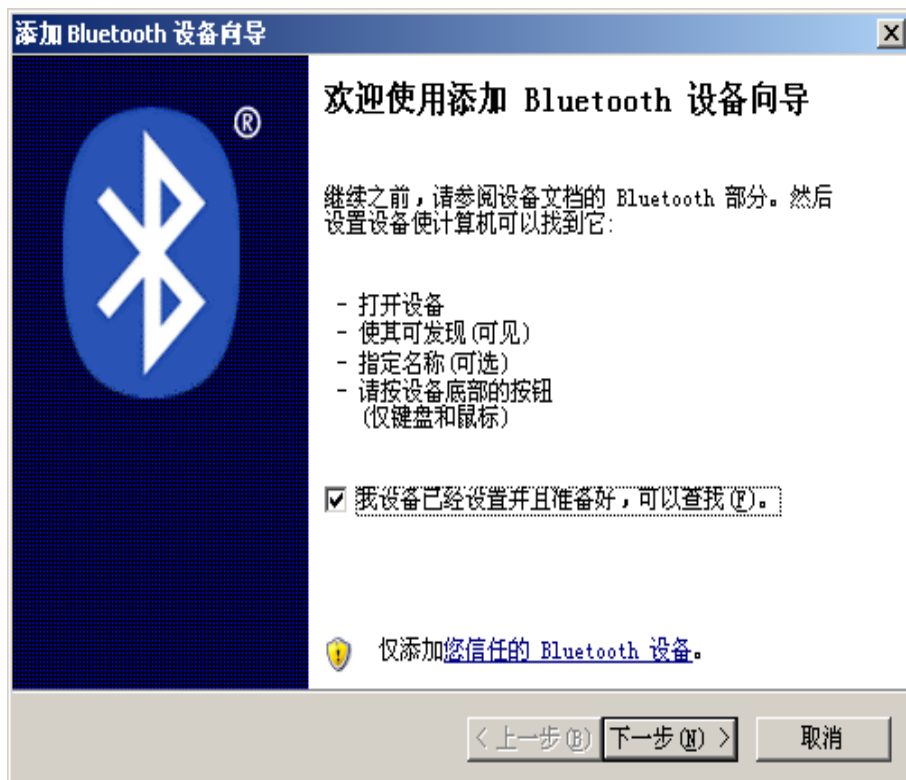 添加 Bluetooth 设备向导
®
欢迎使用添加 Bluetooth 设备向导
继续之前，请参阅设备文档的 Bluetooth 部分。然后
设置设备使计算机可以找到它:
- 打开设备
- 使其可发现(可见)
- 指定名称(可选)
- 请按设备底部的按钮
(仅键盘和鼠标)
我设备已经设置并且准备好，可以查找(F)。
仅添加您信任的 Bluetooth 设备。
< 上一步(B) 下一步(N) > 取消